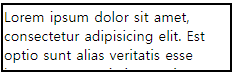 Lorem ipsum dolor sit amet,
consectetur adipisicing elit. Est
optio sunt alias veritatis esse